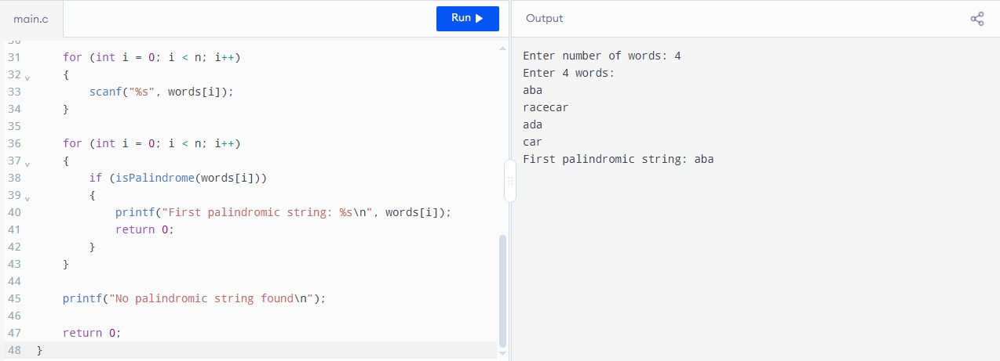 main.c
Run
31 for (int i = 0; i < n; i++)
32 {
33 scanf("%s", words[i]);
34 }
35
36 for (int i = 0; i < n; i++)
37 {
38 if (isPalindrome(words[i]))
39 {
40 printf("First palindromic string: %s\n", words[i]);
41 return 0;
42 }
43 }
44
45 printf("No palindromic string found\n");
46
47 return 0;
48 }
Output
Enter number of words: 4
Enter 4 words:
aba
racecar
ada
car
First palindromic string: aba